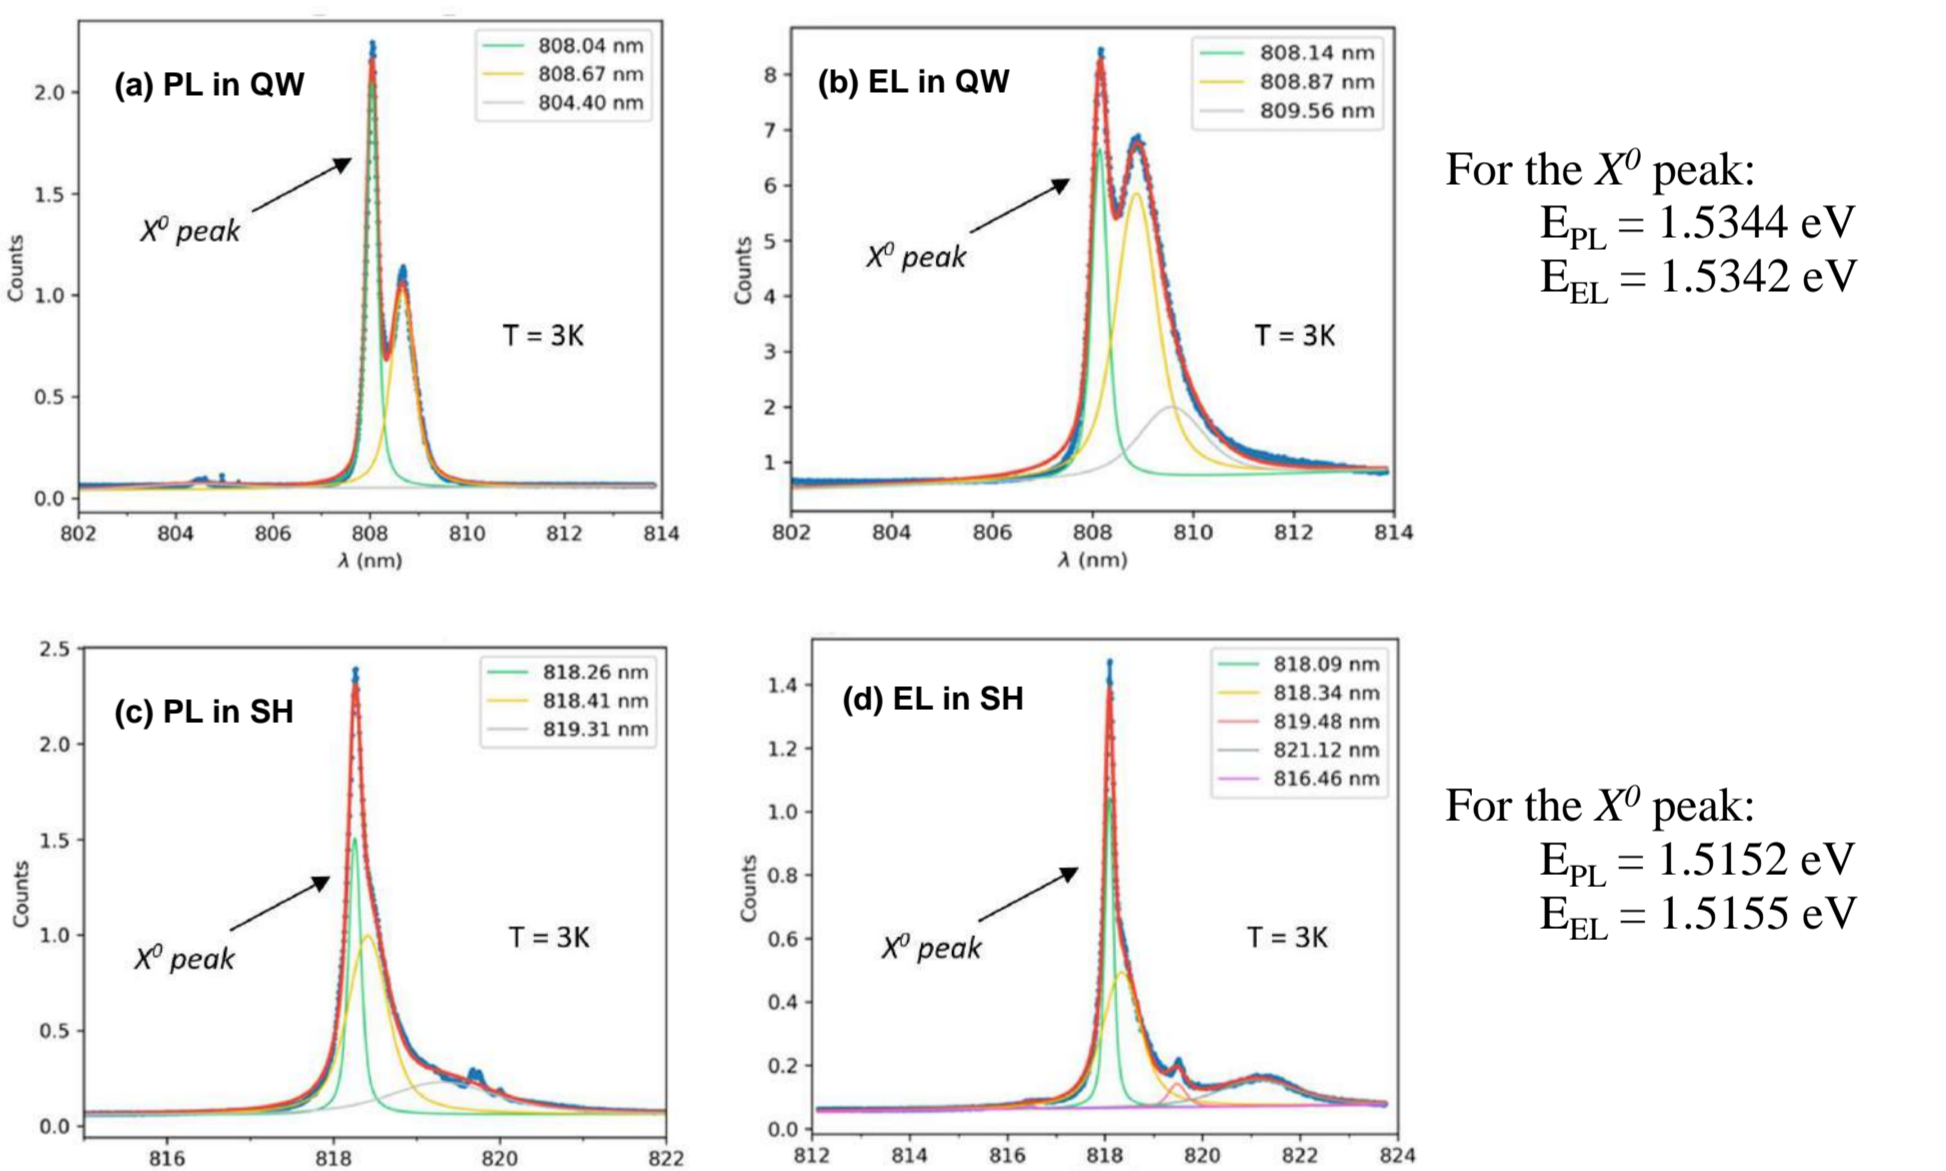 (a) PL in QW
808.04 nm
808.67 nm
804.40 nm
X⁰ peak
T = 3K
Counts
2.0
1.5
1.0
0.5
0.0
802 804 806 808 810 812 814
λ (nm)
(b) EL in QW
808.14 nm
808.87 nm
809.56 nm
X⁰ peak
T = 3K
Counts
8
7
6
5
4
3
2
1
802 804 806 808 810 812 814
λ (nm)
For the X⁰ peak:
E_PL = 1.5344 eV
E_EL = 1.5342 eV
(c) PL in SH
818.26 nm
818.41 nm
819.31 nm
X⁰ peak
T = 3K
Counts
2.5
2.0
1.5
1.0
0.5
0.0
816 818 820 822
(d) EL in SH
818.09 nm
818.34 nm
819.48 nm
821.12 nm
816.46 nm
X⁰ peak
T = 3K
Counts
1.4
1.2
1.0
0.8
0.6
0.4
0.2
0.0
812 814 816 818 820 822 824
For the X⁰ peak:
E_PL = 1.5152 eV
E_EL = 1.5155 eV